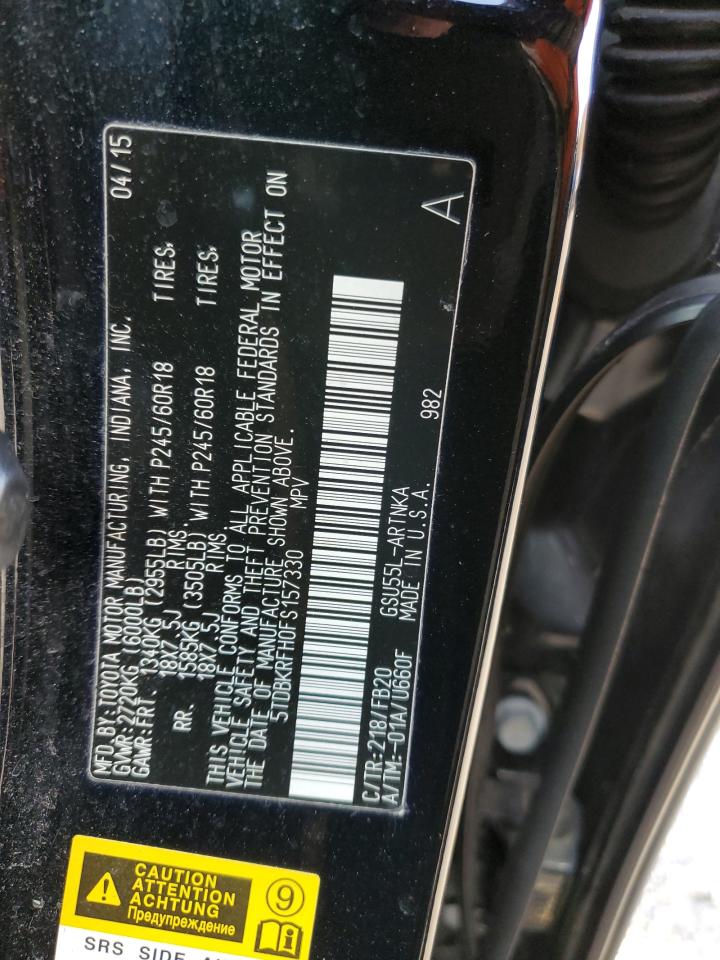 MFD. BY: TOYOTA MOTOR MANUFACTURING, INDIANA, INC. 04/15
GVWR: 2720KG (6000LB)
GAWR: FRT. 1340KG (2955LB) WITH P245/60R18 TIRES,
18X7.5J RIMS,
RR. 1585KG (3505LB) WITH P245/60R18 TIRES,
18X7.5J RIMS,
THIS VEHICLE CONFORMS TO ALL APPLICABLE FEDERAL MOTOR
VEHICLE SAFETY AND THEFT PREVENTION STANDARDS IN EFFECT ON
THE DATE OF MANUFACTURE SHOWN ABOVE.
5TDBKRFH0FS157330 MPV
C/TR: 218/FB20 GSU55L-ARTNKA
A/TM: -01A/U660F MADE IN U.S.A. 982 A
CAUTION
ATTENTION
ACHTUNG
Предупреждение
9
SRS SIDE